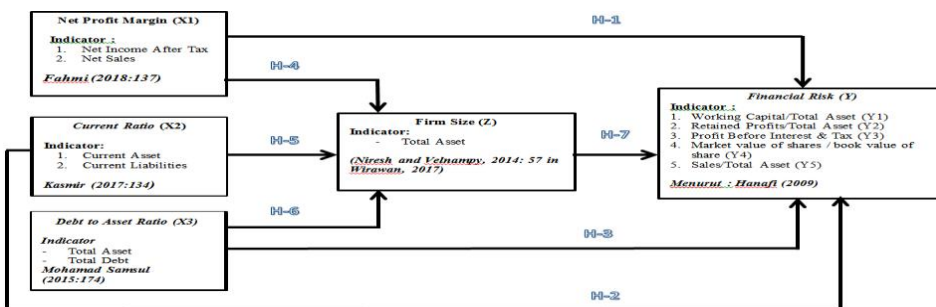 Net Profit Margin (X1)
Indicator :
1. Net Income After Tax
2. Net Sales
Fahmi (2018:137)
H-1
H-4
Current Ratio (X2)
Indicator:
1. Current Asset
2. Current Liabilities
Kasmir (2017:134)
H-5
Firm Size (Z)
Indicator:
- Total Asset
(Niresh and Velnampy, 2014: 57 in
Wirawan, 2017)
H-7
Financial Risk (Y)
Indicator :
1. Working Capital/Total Asset (Y1)
2. Retained Profits/Total Asset (Y2)
3. Profit Before Interest & Tax (Y3)
4. Market value of shares / book value of
share (Y4)
5. Sales/Total Asset (Y5)
Menurut : Hanafi (2009)
H-6
Debt to Asset Ratio (X3)
Indicator
- Total Asset
- Total Debt
Mohamad Samsul
(2015:174)
H-3
H-2